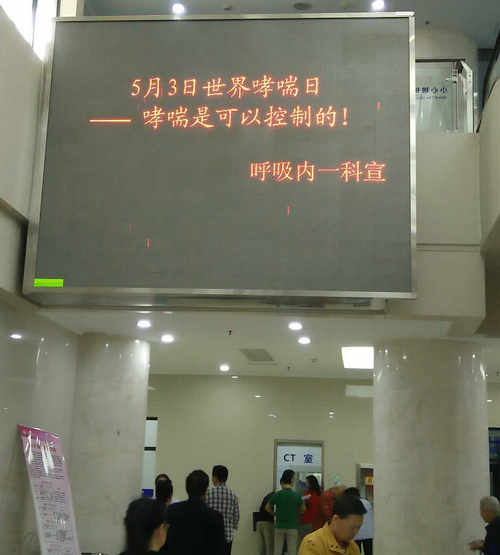 5月3日世界哮喘日
—— 哮喘是可以控制的!
呼吸内一科宣
CT 室